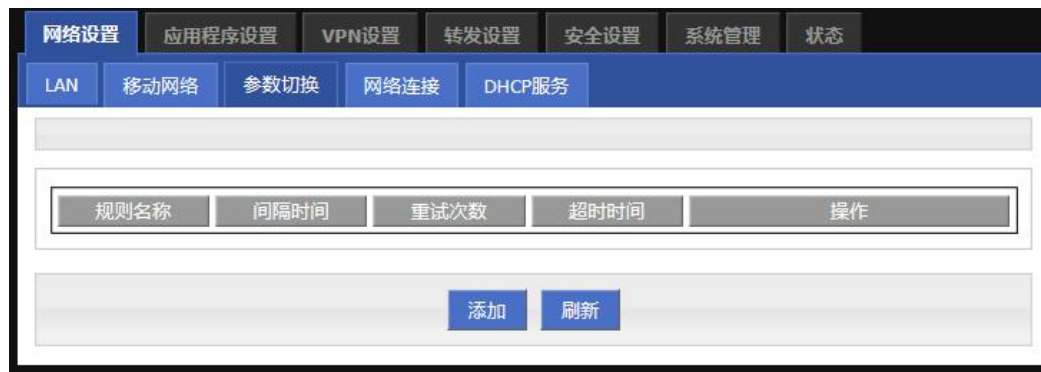 网络设置 应用程序设置 VPN设置 转发设置 安全设置 系统管理 状态
LAN 移动网络 参数切换 网络连接 DHCP服务
规则名称 间隔时间 重试次数 超时时间 操作
添加 刷新